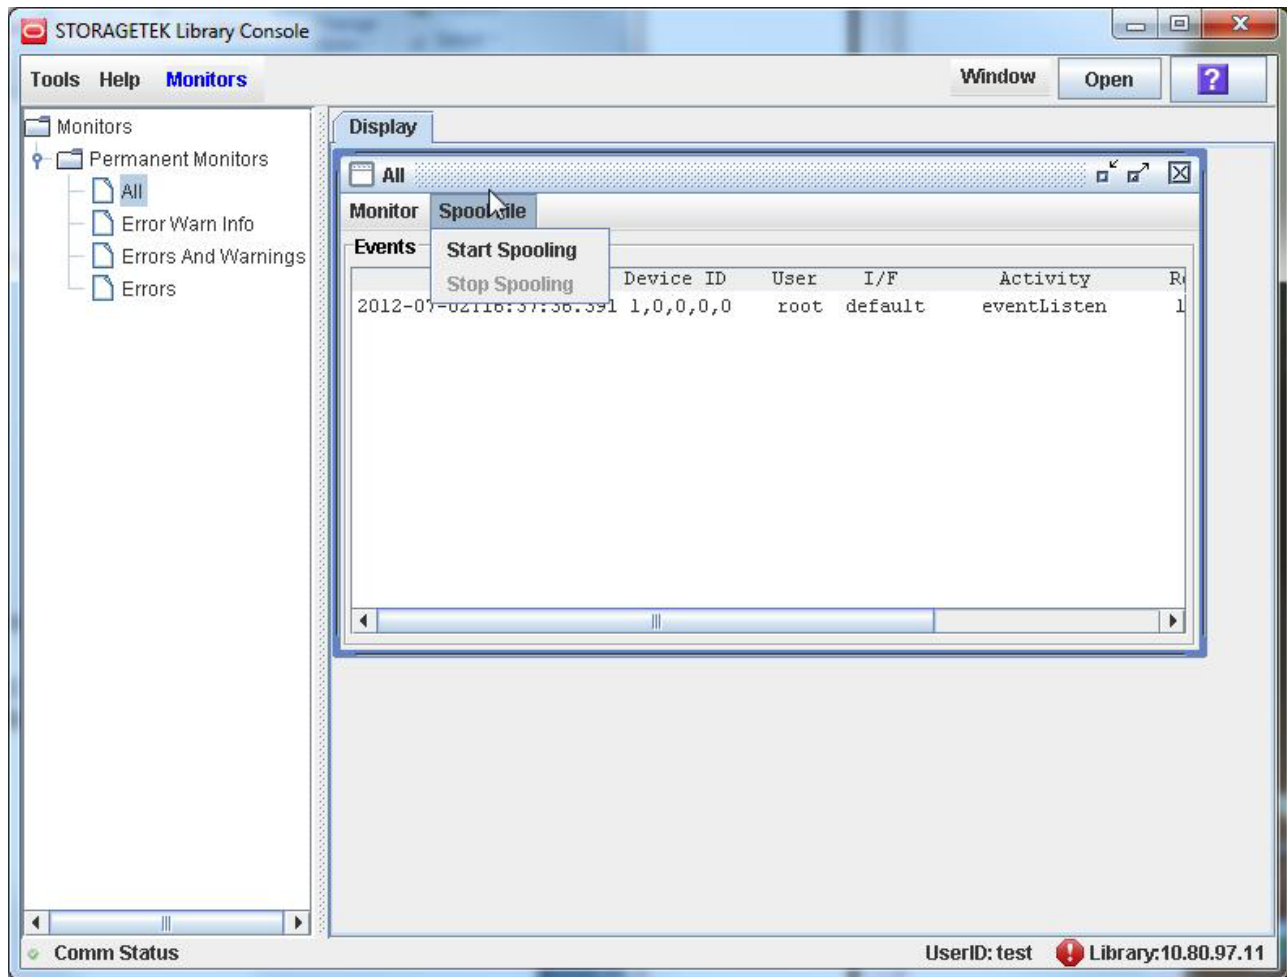 STORAGETEK Library Console
Tools Help Monitors Window Open ?
Monitors
Permanent Monitors
All
Error Warn Info
Errors And Warnings
Errors
Display
All
Monitor Spool
Start Spooling
Stop Spooling
Events
Device ID User I/F Activity
1,0,0,0,0 root default eventListen
Comm Status
UserID: test Library:10.80.97.11